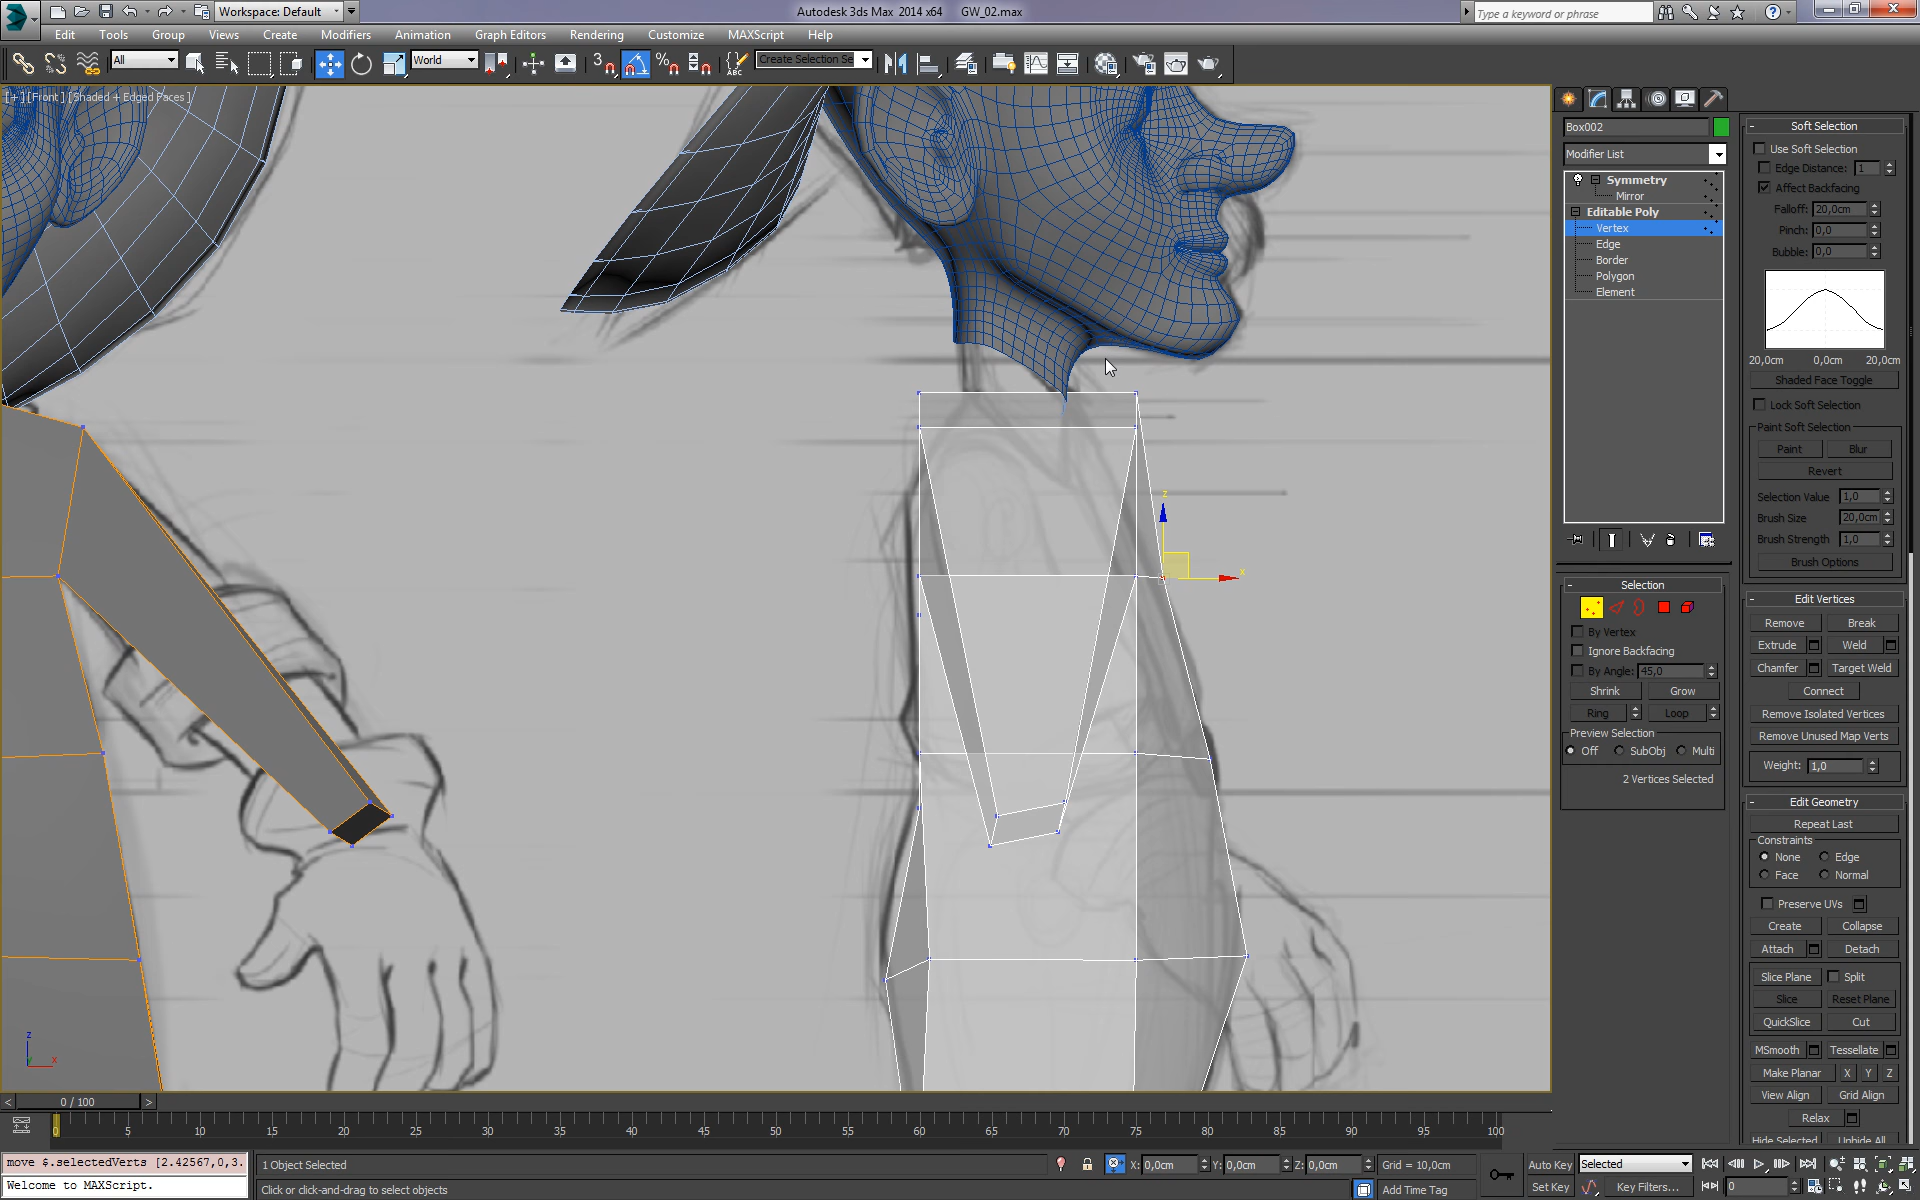 Workspace: Default
Autodesk 3ds Max 2014 x64 GW_02.max
Type a keyword or phrase
Edit Tools Group Views Create Modifiers Animation Graph Editors Rendering Customize MAXScript Help
All
World
3
Create Selection Se
[+] [Front] [Shaded + Edged Faces ]
Box002
Modifier List
Symmetry
Mirror
Editable Poly
Vertex
Edge
Border
Polygon
Element
- Selection
By Vertex
Ignore Backfacing
By Angle: 45,0
Shrink Grow
Ring Loop
Preview Selection
Off SubObj Multi
2 Vertices Selected
- Soft Selection
Use Soft Selection
Edge Distance: 1
Affect Backfacing
Falloff: 20,0cm
Pinch: 0,0
Bubble: 0,0
20,0cm 0,0cm 20,0cm
Shaded Face Toggle
Lock Soft Selection
Paint Soft Selection
Paint Blur
Revert
Selection Value 1,0
Brush Size 20,0cm
Brush Strength 1,0
Brush Options
- Edit Vertices
Remove Break
Extrude Weld
Chamfer Target Weld
Connect
Remove Isolated Vertices
Remove Unused Map Verts
Weight: 1,0
- Edit Geometry
Repeat Last
Constraints
None Edge
Face Normal
Preserve UVs
Create Collapse
Attach Detach
Slice Plane Split
Slice Reset Plane
QuickSlice Cut
MSmooth Tessellate
Make Planar X Y Z
View Align Grid Align
Relax
Hide Selected Unhide All
z
x
z
x
< 0 / 100 >
0 5 10 15 20 25 30 35 40 45 50 55 60 65 70 75 80 85 90 95 100
move $.selectedVerts [2.42567,0,3.
Welcome to MAXScript.
1 Object Selected
Click or click-and-drag to select objects
X: 0,0cm Y: 0,0cm Z: 0,0cm Grid = 10,0cm
Add Time Tag
Auto Key Selected
Set Key Key Filters...
0